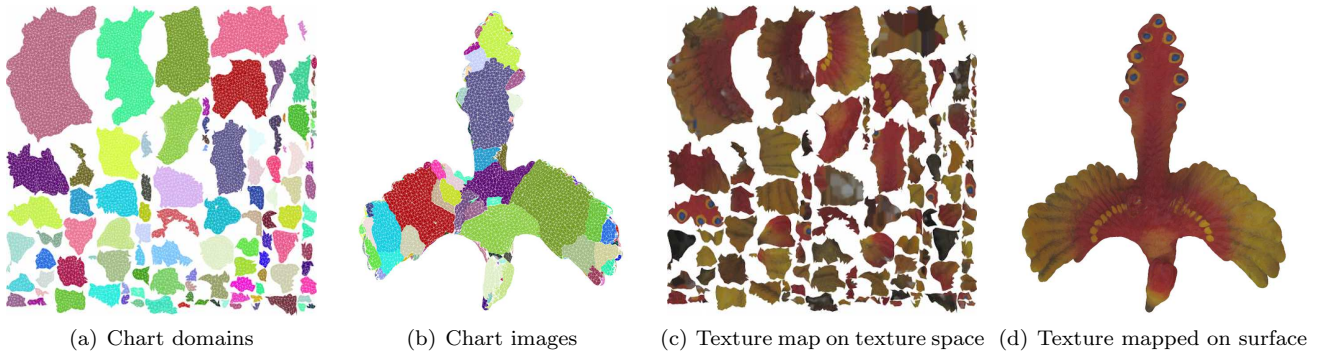 (a) Chart domains
(b) Chart images
(c) Texture map on texture space
(d) Texture mapped on surface